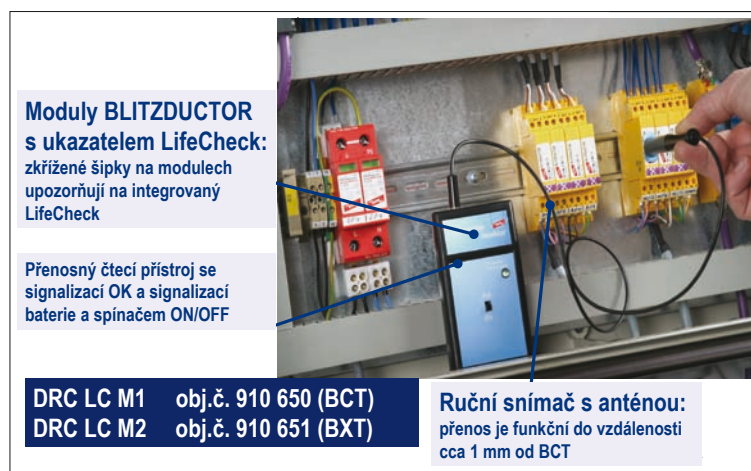 Moduly BLITZDUCTOR
s ukazatelem LifeCheck:
zkřížené šipky na modulech
upozorňují na integrovaný
LifeCheck
Přenosný čtecí přístroj se
signalizací OK a signalizací
baterie a spínačem ON/OFF
DRC LC M1 obj.č. 910 650 (BCT)
DRC LC M2 obj.č. 910 651 (BXT)
Ruční snímač s anténou:
přenos je funkční do vzdálenosti
cca 1 mm od BCT